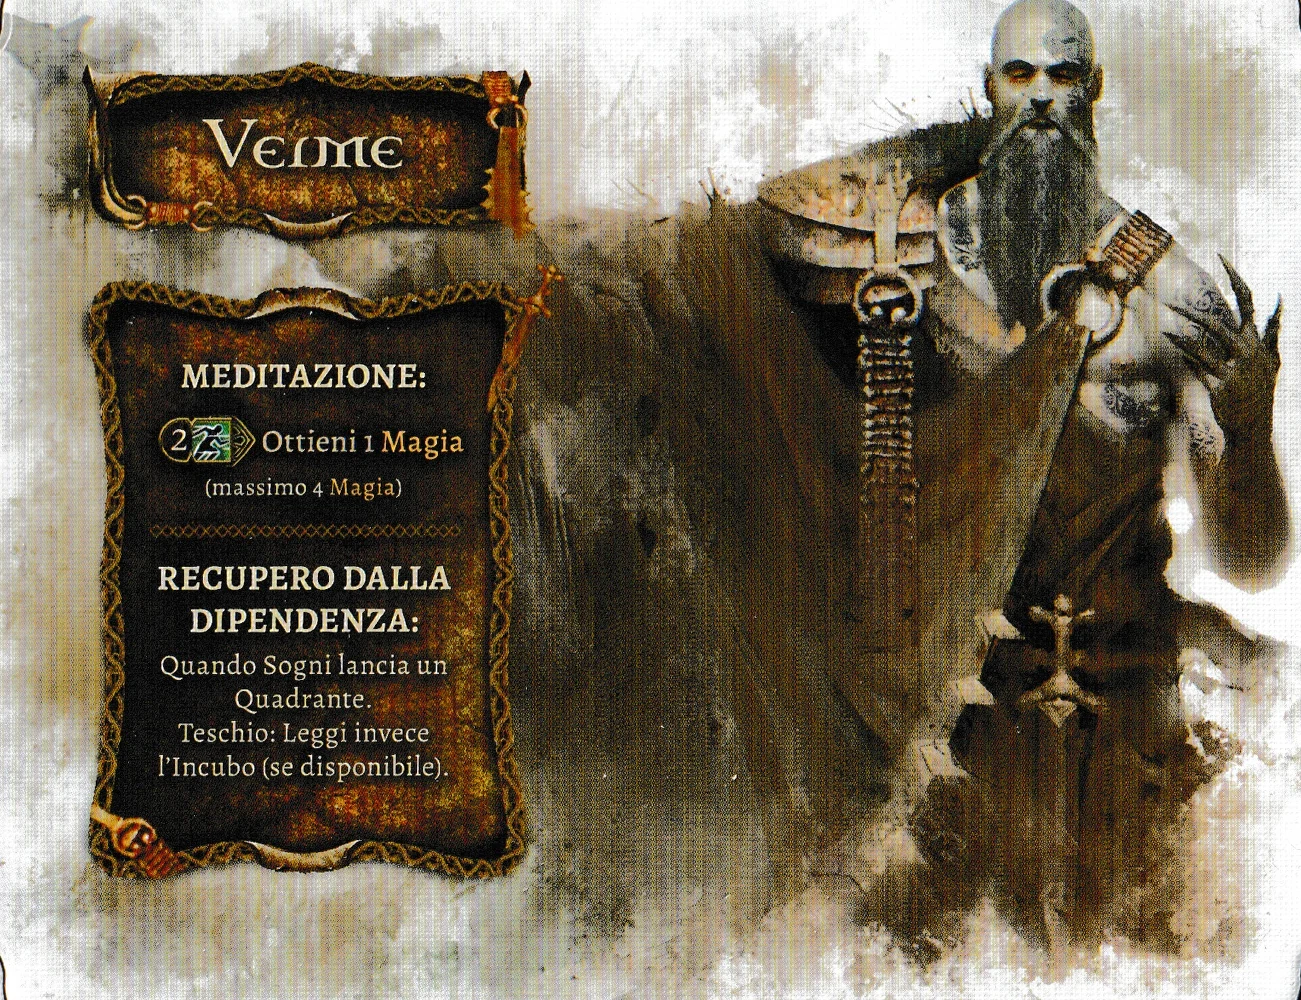 Verme
MEDITAZIONE:
2 Ottieni 1 Magia
(massimo 4 Magia)
RECUPERO DALLA
DIPENDENZA:
Quando Sogni lancia un
Quadrante.
Teschio: Leggi invece
l'Incubo (se disponibile).